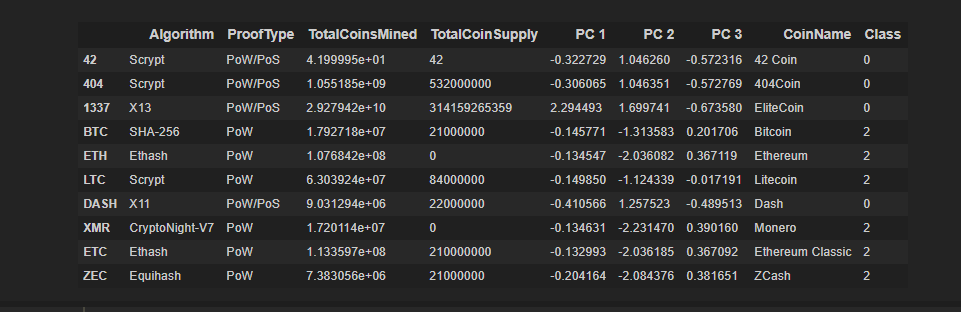 Algorithm ProofType TotalCoinsMined TotalCoinSupply PC 1 PC 2 PC 3 CoinName Class
42 Scrypt PoW/PoS 4.199995e+01 42 -0.322729 1.046260 -0.572316 42 Coin 0
404 Scrypt PoW/PoS 1.055185e+09 532000000 -0.306065 1.046351 -0.572769 404Coin 0
1337 X13 PoW/PoS 2.927942e+10 314159265359 2.294493 1.699741 -0.673580 EliteCoin 0
BTC SHA-256 PoW 1.792718e+07 21000000 -0.145771 -1.313583 0.201706 Bitcoin 2
ETH Ethash PoW 1.076842e+08 0 -0.134547 -2.036082 0.367119 Ethereum 2
LTC Scrypt PoW 6.303924e+07 84000000 -0.149850 -1.124339 -0.017191 Litecoin 2
DASH X11 PoW/PoS 9.031294e+06 22000000 -0.410566 1.257523 -0.489513 Dash 0
XMR CryptoNight-V7 PoW 1.720114e+07 0 -0.134631 -2.231470 0.390160 Monero 2
ETC Ethash PoW 1.133597e+08 210000000 -0.132993 -2.036185 0.367092 Ethereum Classic 2
ZEC Equihash PoW 7.383056e+06 21000000 -0.204164 -2.084376 0.381651 ZCash 2